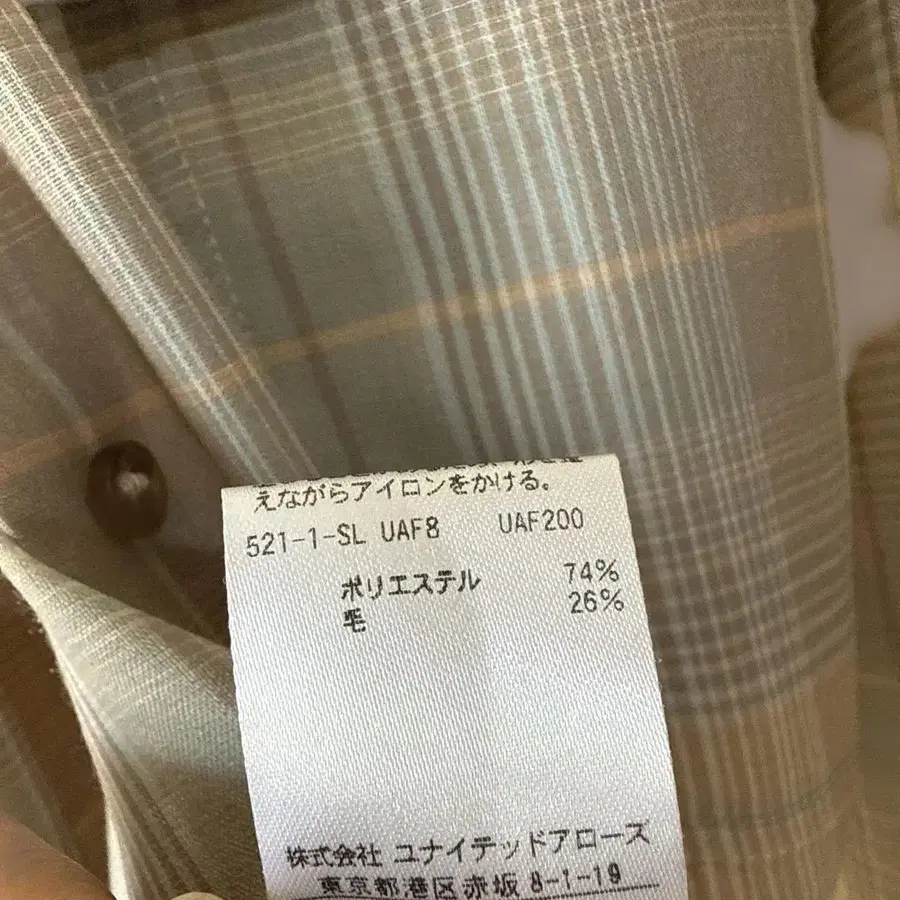 えながらアイロンをかける。
521-1-SL UAF8 UAF200
ポリエステル 74%
毛 26%
株式会社 ユナイテッドアローズ
東京都港区赤坂 8-1-19